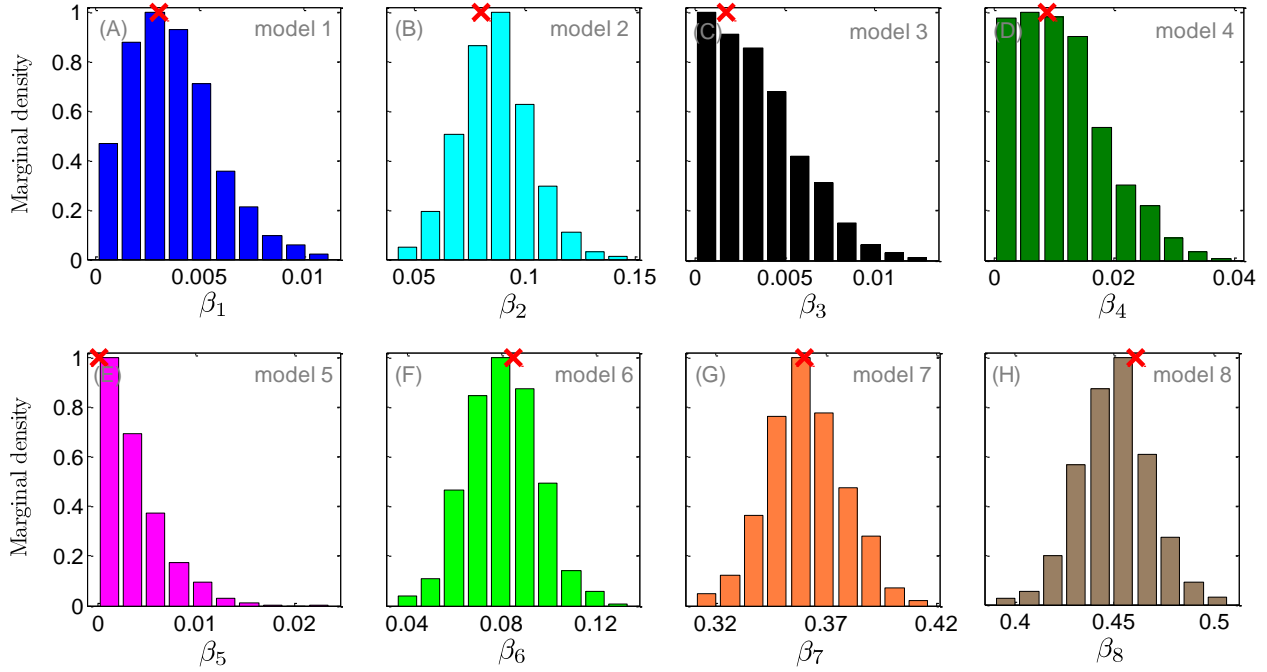 (A) model 1 (B) model 2 (C) model 3 (D) model 4
Marginal density
1
0.8
0.6
0.4
0.2
0
0 0.005 0.01 0.05 0.1 0.15 0 0.005 0.01 0 0.02 0.04
β1 β2 β3 β4
(E) model 5 (F) model 6 (G) model 7 (H) model 8
Marginal density
1
0.8
0.6
0.4
0.2
0
0 0.01 0.02 0.04 0.08 0.12 0.32 0.37 0.42 0.4 0.45 0.5
β5 β6 β7 β8